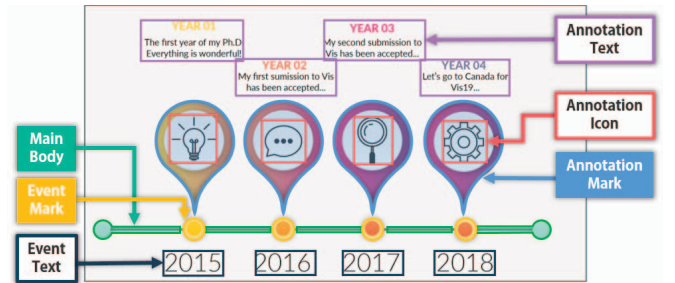 YEAR 01
The first year of my Ph.D
Everything is wonderful!
YEAR 02
My first sumission to Vis
has been accepted...
YEAR 03
My second submission to
Vis has been accepted...
YEAR 04
Let's go to Canada for
Vis19...
Annotation
Text
Annotation
Icon
Annotation
Mark
Main
Body
Event
Mark
Event
Text
2015
2016
2017
2018